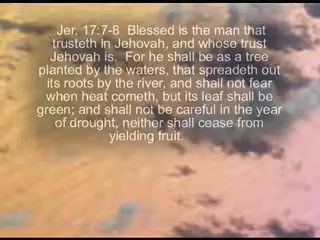 Jer. 17:7-8  Blessed is the man that
trusteth in Jehovah, and whose trust
Jehovah is.  For he shall be as a tree
planted by the waters, that spreadeth out
its roots by the river, and shall not fear
when heat cometh, but its leaf shall be
green; and shall not be careful in the year
of drought, neither shall cease from
yielding fruit.